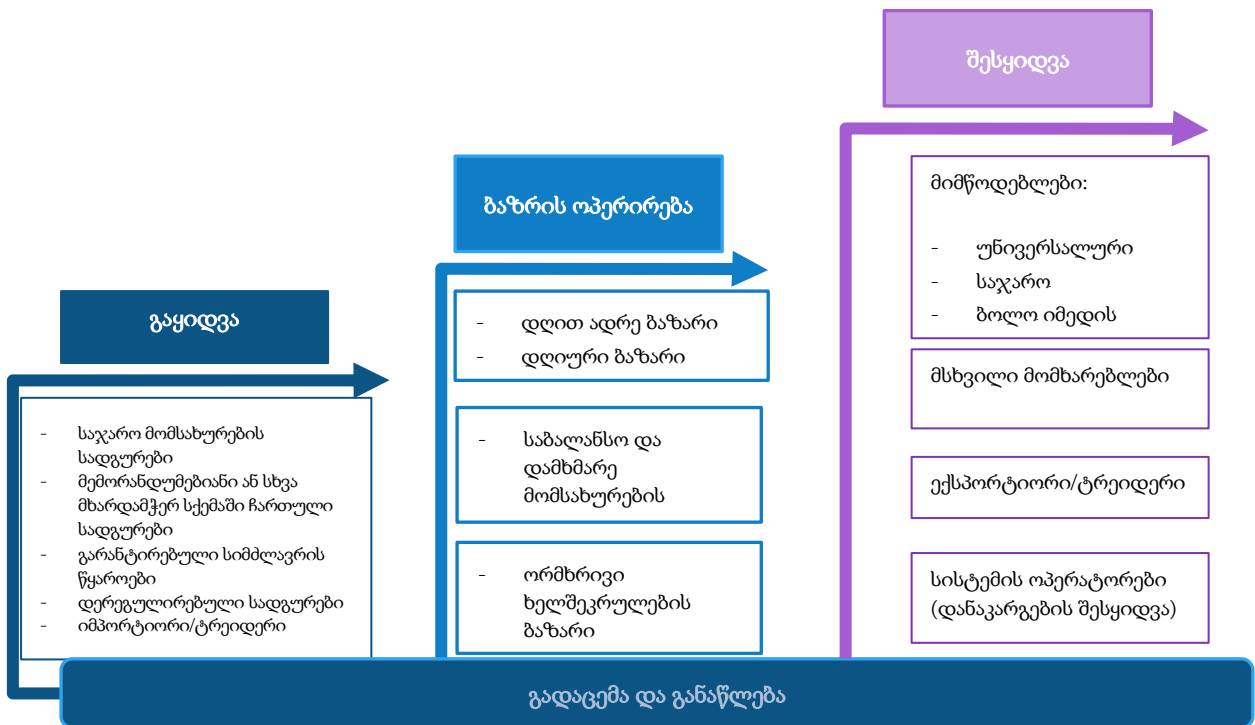 გაყიდვა
- საჯარო მომსახურების
სადგურები
- მემორანდუმებიანი ან სხვა
მხარდამჭერ სქემაში ჩართული
სადგურები
- გარანტირებული სიმძლავრის
წყაროები
- დერეგულირებული სადგურები
- იმპორტიორი/ტრეიდერი
ბაზრის ოპერირება
- დღით ადრე ბაზარი
- დღიური ბაზარი
- საბალანსო და
დამხმარე
მომსახურების
- ორმხრივი
ხელშეკრულების
ბაზარი
შესყიდვა
მიმწოდებლები:
- უნივერსალური
- საჯარო
- ბოლო იმედის
მსხვილი მომხარებლები
ექსპორტიორი/ტრეიდერი
სისტემის ოპერატორები
(დანაკარგების შესყიდვა)
გადაცემა და განაწლება